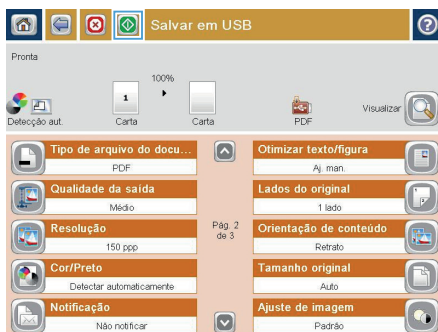 Salvar em USB
Pronta
100%
1
Detecção aut.
Carta
Carta
PDF
Visualizar
Tipo de arquivo do docu...
PDF
Qualidade da saída
Médio
Resolução
150 ppp
Cor/Preto
Detectar automaticamente
Notificação
Não notificar
Pág. 2
de 3
Otimizar texto/figura
Aj. man.
Lados do original
1 lado
Orientação de conteúdo
Retrato
Tamanho original
Auto
Ajuste de imagem
Padrão